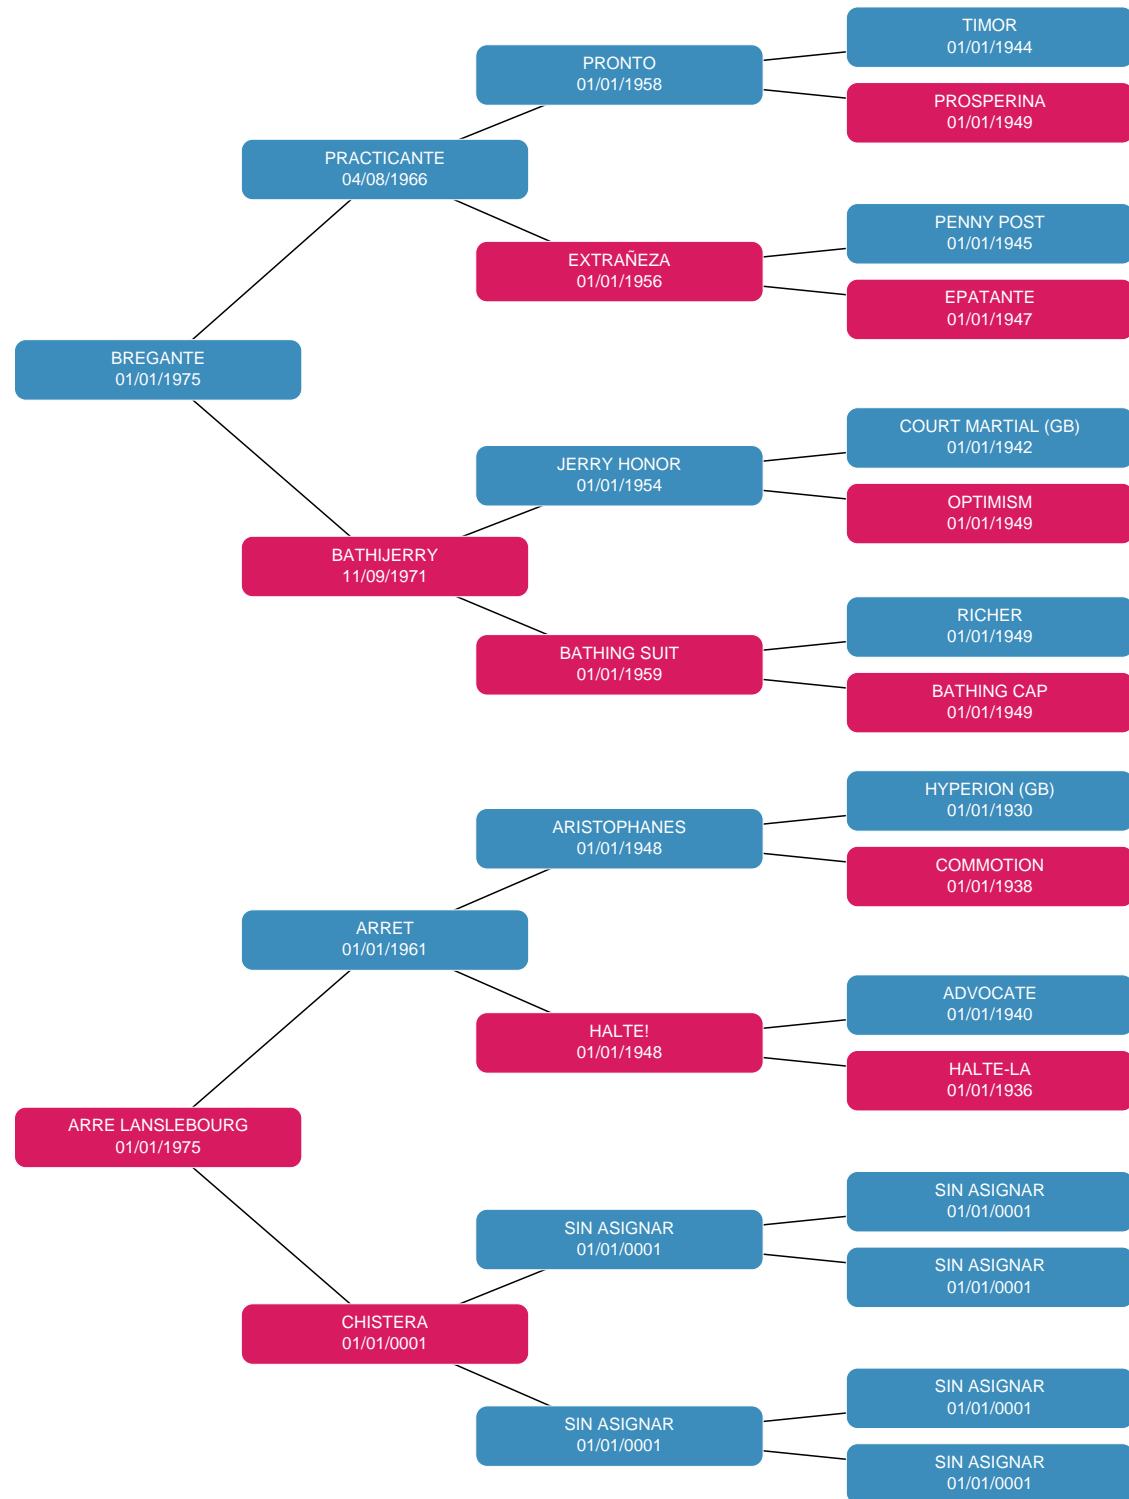 TIMOR
01/01/1944
PRONTO
01/01/1958
PROSPERINA
01/01/1949
PRACTICANTE
04/08/1966
PENNY POST
01/01/1945
EXTRAÑEZA
01/01/1956
EPATANTE
01/01/1947
BREGANTE
01/01/1975
COURT MARTIAL (GB)
01/01/1942
JERRY HONOR
01/01/1954
OPTIMISM
01/01/1949
BATHIJERRY
11/09/1971
RICHER
01/01/1949
BATHING SUIT
01/01/1959
BATHING CAP
01/01/1949
HYPERION (GB)
01/01/1930
ARISTOPHANES
01/01/1948
COMMOTION
01/01/1938
ARRET
01/01/1961
ADVOCATE
01/01/1940
HALTE!
01/01/1948
HALTE-LA
01/01/1936
ARRE LANSLEBOURG
01/01/1975
SIN ASIGNAR
01/01/0001
SIN ASIGNAR
01/01/0001
SIN ASIGNAR
01/01/0001
CHISTERA
01/01/0001
SIN ASIGNAR
01/01/0001
SIN ASIGNAR
01/01/0001
SIN ASIGNAR
01/01/0001